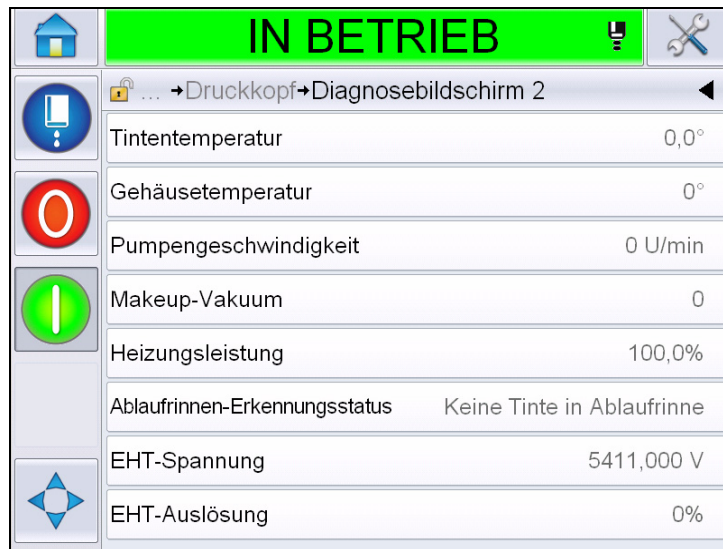 IN BETRIEB
... →Druckkopf→Diagnosebildschirm 2
Tintentemperatur 0,0°
Gehäusetemperatur 0°
Pumpengeschwindigkeit 0 U/min
Makeup-Vakuum 0
Heizungsleistung 100,0%
Ablaufrinnen-Erkennungsstatus Keine Tinte in Ablaufrinne
EHT-Spannung 5411,000 V
EHT-Auslösung 0%